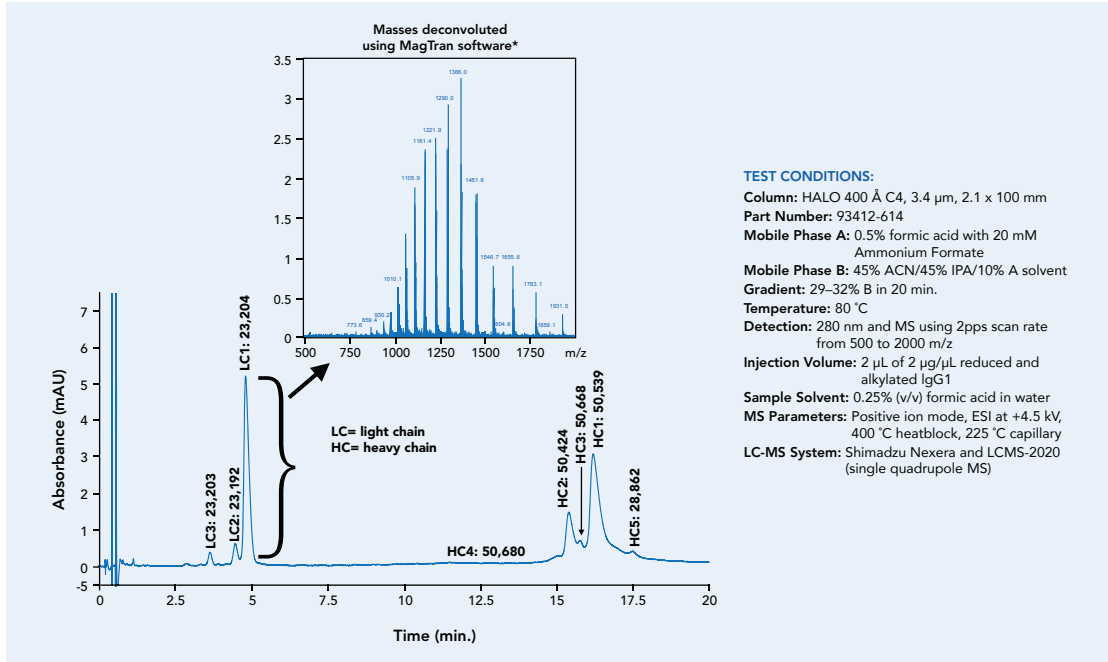 Masses deconvoluted
using MagTran software*
3.5
3
2.5
2
1.5
1
0.5
0
773.6
859.4
930.2
1010.1
1105.9
1161.4
1221.9
1290.0
1366.0
1451.6
1546.7
1604.6
1655.6
1783.1
1859.1
1931.5
500
750
1000
1250
1500
1750
m/z
Absorbance (mAU)
7
6
5
4
3
2
1
0
-5
LC3: 23,203
LC2: 23,192
LC1: 23,204
LC= light chain
HC= heavy chain
HC4: 50,680
HC2: 50,424
HC3: 50,668
HC1: 50,539
HC5: 28,862
0
2.5
5
7.5
10
12.5
15
17.5
20
Time (min.)
TEST CONDITIONS:
Column: HALO 400 Å C4, 3.4 µm, 2.1 x 100 mm
Part Number: 93412-614
Mobile Phase A: 0.5% formic acid with 20 mM
Ammonium Formate
Mobile Phase B: 45% ACN/45% IPA/10% A solvent
Gradient: 29–32% B in 20 min.
Temperature: 80 ˚C
Detection: 280 nm and MS using 2pps scan rate
from 500 to 2000 m/z
Injection Volume: 2 µL of 2 µg/µL reduced and
alkylated IgG1
Sample Solvent: 0.25% (v/v) formic acid in water
MS Parameters: Positive ion mode, ESI at +4.5 kV,
400 ˚C heatblock, 225 ˚C capillary
LC-MS System: Shimadzu Nexera and LCMS-2020
(single quadrupole MS)